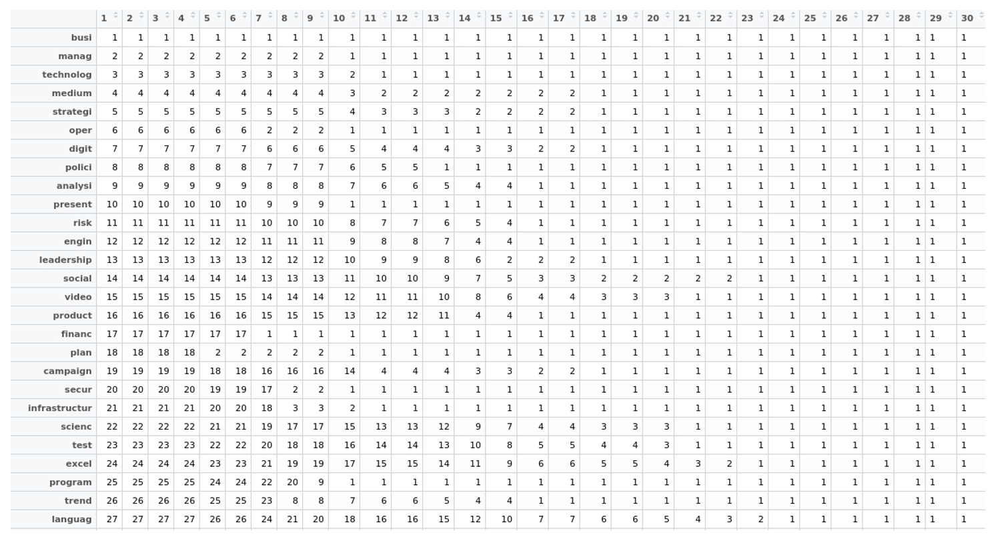 1 2 3 4 5 6 7 8 9 10 11 12 13 14 15 16 17 18 19 20 21 22 23 24 25 26 27 28 29 30
busi 1 1 1 1 1 1 1 1 1 1 1 1 1 1 1 1 1 1 1 1 1 1 1 1 1 1 1 1 1 1
manag 2 2 2 2 2 2 2 2 2 1 1 1 1 1 1 1 1 1 1 1 1 1 1 1 1 1 1 1 1 1
technolog 3 3 3 3 3 3 3 3 3 2 1 1 1 1 1 1 1 1 1 1 1 1 1 1 1 1 1 1 1 1
medium 4 4 4 4 4 4 4 4 4 3 2 2 2 2 2 2 2 1 1 1 1 1 1 1 1 1 1 1 1 1
strategi 5 5 5 5 5 5 5 5 5 4 3 3 3 2 2 2 2 1 1 1 1 1 1 1 1 1 1 1 1 1
oper 6 6 6 6 6 6 2 2 2 1 1 1 1 1 1 1 1 1 1 1 1 1 1 1 1 1 1 1 1 1
digit 7 7 7 7 7 7 6 6 6 5 4 4 4 3 3 2 2 1 1 1 1 1 1 1 1 1 1 1 1 1
polici 8 8 8 8 8 8 7 7 7 6 5 5 1 1 1 1 1 1 1 1 1 1 1 1 1 1 1 1 1 1
analysi 9 9 9 9 9 9 8 8 8 7 6 6 5 4 4 1 1 1 1 1 1 1 1 1 1 1 1 1 1 1
present 10 10 10 10 10 10 9 9 9 1 1 1 1 1 1 1 1 1 1 1 1 1 1 1 1 1 1 1 1 1
risk 11 11 11 11 11 11 10 10 10 8 7 7 6 5 4 1 1 1 1 1 1 1 1 1 1 1 1 1 1 1
engin 12 12 12 12 12 12 11 11 11 9 8 8 7 4 4 1 1 1 1 1 1 1 1 1 1 1 1 1 1 1
leadership 13 13 13 13 13 13 12 12 12 10 9 9 8 6 2 2 2 1 1 1 1 1 1 1 1 1 1 1 1 1
social 14 14 14 14 14 14 13 13 13 11 10 10 9 7 5 3 3 2 2 2 2 2 1 1 1 1 1 1 1 1
video 15 15 15 15 15 15 14 14 14 12 11 11 10 8 6 4 4 3 3 3 1 1 1 1 1 1 1 1 1 1
product 16 16 16 16 16 16 15 15 15 13 12 12 11 4 4 1 1 1 1 1 1 1 1 1 1 1 1 1 1 1
financ 17 17 17 17 17 17 1 1 1 1 1 1 1 1 1 1 1 1 1 1 1 1 1 1 1 1 1 1 1 1
plan 18 18 18 18 2 2 2 2 2 1 1 1 1 1 1 1 1 1 1 1 1 1 1 1 1 1 1 1 1 1
campaign 19 19 19 19 18 18 16 16 16 14 4 4 4 3 3 2 2 1 1 1 1 1 1 1 1 1 1 1 1 1
secur 20 20 20 20 19 19 17 2 2 1 1 1 1 1 1 1 1 1 1 1 1 1 1 1 1 1 1 1 1 1
infrastructur 21 21 21 21 20 20 18 3 3 2 1 1 1 1 1 1 1 1 1 1 1 1 1 1 1 1 1 1 1 1
scienc 22 22 22 22 21 21 19 17 17 15 13 13 12 9 7 4 4 3 3 3 1 1 1 1 1 1 1 1 1 1
test 23 23 23 23 22 22 20 18 18 16 14 14 13 10 8 5 5 4 4 3 1 1 1 1 1 1 1 1 1 1
excel 24 24 24 24 23 23 21 19 19 17 15 15 14 11 9 6 6 5 5 4 3 2 1 1 1 1 1 1 1 1
program 25 25 25 25 24 24 22 20 9 1 1 1 1 1 1 1 1 1 1 1 1 1 1 1 1 1 1 1 1 1
trend 26 26 26 26 25 25 23 8 8 7 6 6 5 4 4 1 1 1 1 1 1 1 1 1 1 1 1 1 1 1
languag 27 27 27 27 26 26 24 21 20 18 16 16 15 12 10 7 7 6 6 5 4 3 2 1 1 1 1 1 1 1